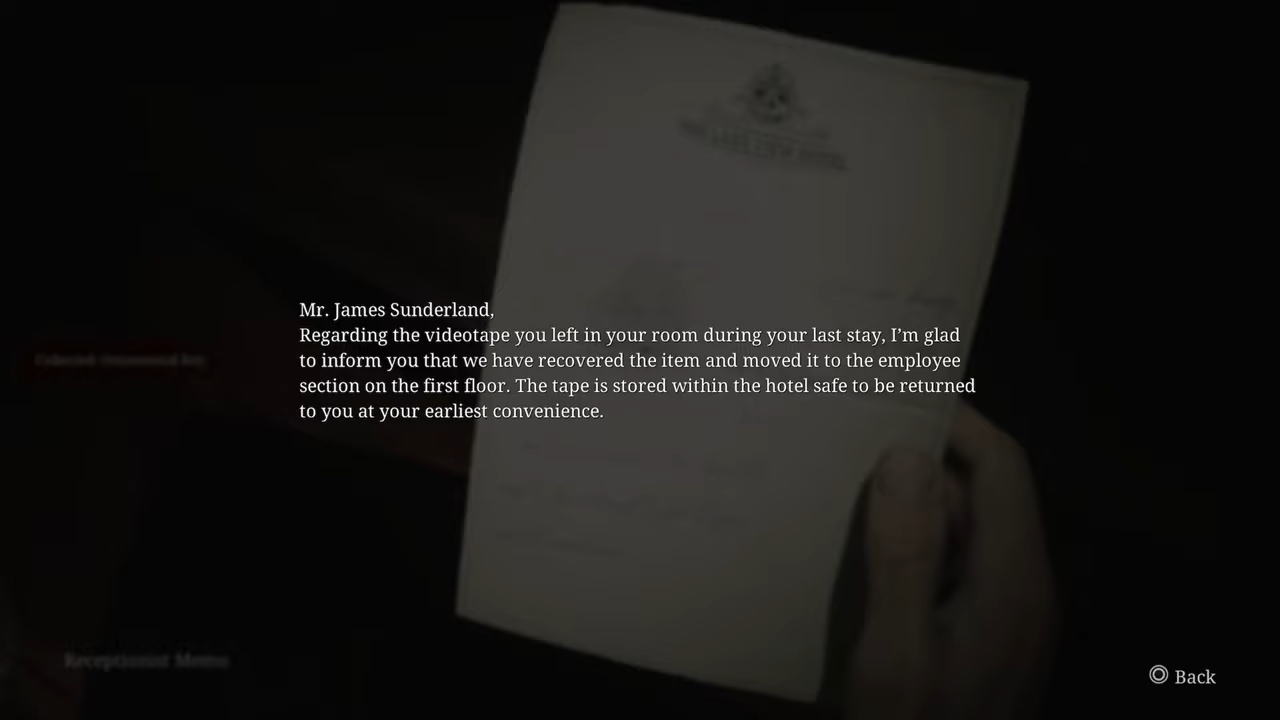 Mr. James Sunderland,
Regarding the videotape you left in your room during your last stay, I'm glad
to inform you that we have recovered the item and moved it to the employee
section on the first floor. The tape is stored within the hotel safe to be returned
to you at your earliest convenience.
Receptionist Memo
Back